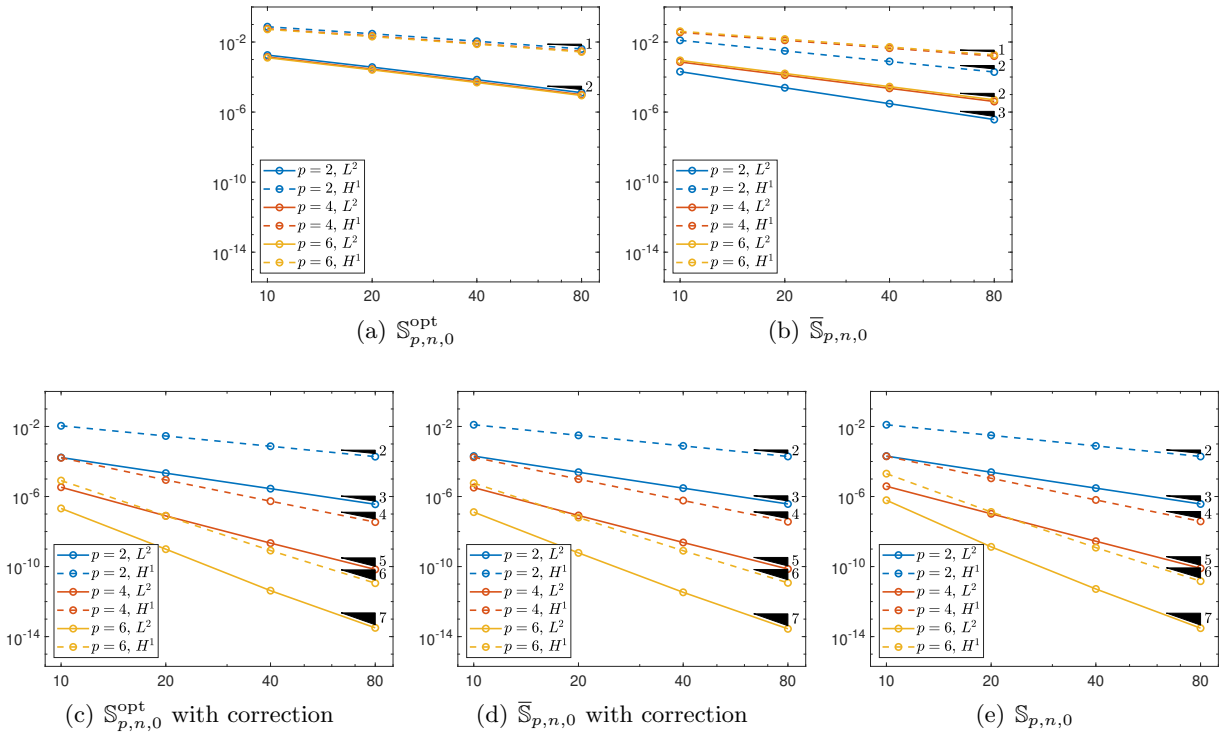 10^{-2}
10^{-6}
10^{-10}
10^{-14}
1
2
p = 2, L^2
p = 2, H^1
p = 4, L^2
p = 4, H^1
p = 6, L^2
p = 6, H^1
10 20 40 80
(a) 𝕊^{opt}_{p,n,0}
10^{-2}
10^{-6}
10^{-10}
10^{-14}
1
2
2
3
p = 2, L^2
p = 2, H^1
p = 4, L^2
p = 4, H^1
p = 6, L^2
p = 6, H^1
10 20 40 80
(b) \overline{𝕊}_{p,n,0}
10^{-2}
10^{-6}
10^{-10}
10^{-14}
2
3
4
5
6
7
p = 2, L^2
p = 2, H^1
p = 4, L^2
p = 4, H^1
p = 6, L^2
p = 6, H^1
10 20 40 80
(c) 𝕊^{opt}_{p,n,0} with correction
10^{-2}
10^{-6}
10^{-10}
10^{-14}
2
3
4
5
6
7
p = 2, L^2
p = 2, H^1
p = 4, L^2
p = 4, H^1
p = 6, L^2
p = 6, H^1
10 20 40 80
(d) \overline{𝕊}_{p,n,0} with correction
10^{-2}
10^{-6}
10^{-10}
10^{-14}
2
3
4
5
6
7
p = 2, L^2
p = 2, H^1
p = 4, L^2
p = 4, H^1
p = 6, L^2
p = 6, H^1
10 20 40 80
(e) 𝕊_{p,n,0}